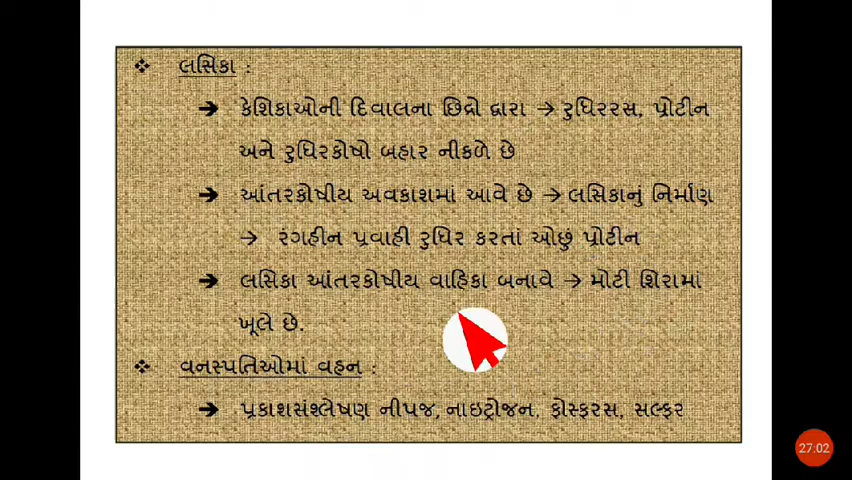 ❖ લસિકા :
➔ કેશિકાઓની દિવાલના છિદ્રો દ્વારા → રુધિરરસ, પ્રોટીન
અને રુધિરકોષો બહાર નીકળે છે
➔ આંતરકોષીય અવકાશમાં આવે છે → લસિકાનું નિર્માણ
→ રંગહીન પ્રવાહી રુધિર કરતાં ઓછું પ્રોટીન
➔ લસિકા આંતરકોષીય વાહિકા બનાવે → મોટી શિરામાં
ખૂલે છે.
❖ વનસ્પતિઓમાં વહન :
➔ પ્રકાશસંશ્લેષણ નીપજ, નાઇટ્રોજન, ફોસ્ફરસ, સલ્ફર
27:02